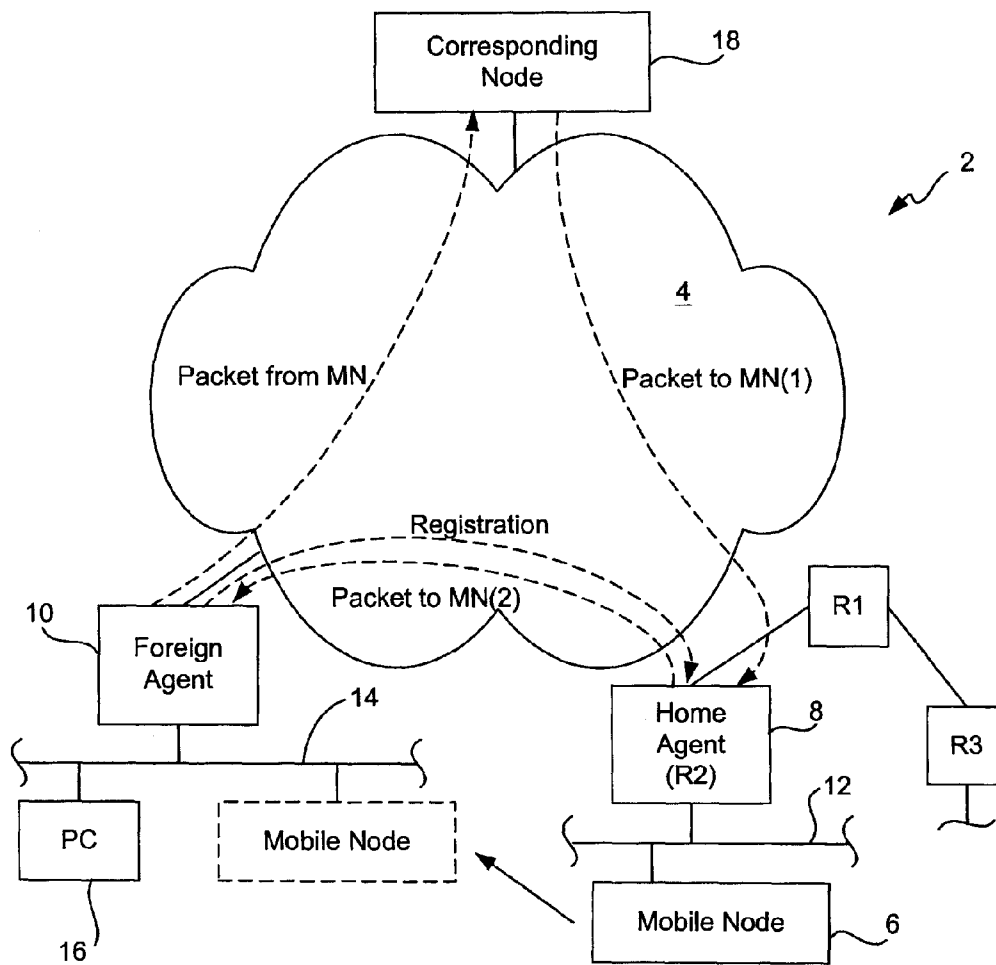 Corresponding
Node
18
2
4
Packet from MN
Packet to MN(1)
Registration
Packet to MN(2)
R1
10
Foreign
Agent
14
Home
Agent
(R2)
8
R3
12
PC
Mobile Node
16
Mobile Node
6